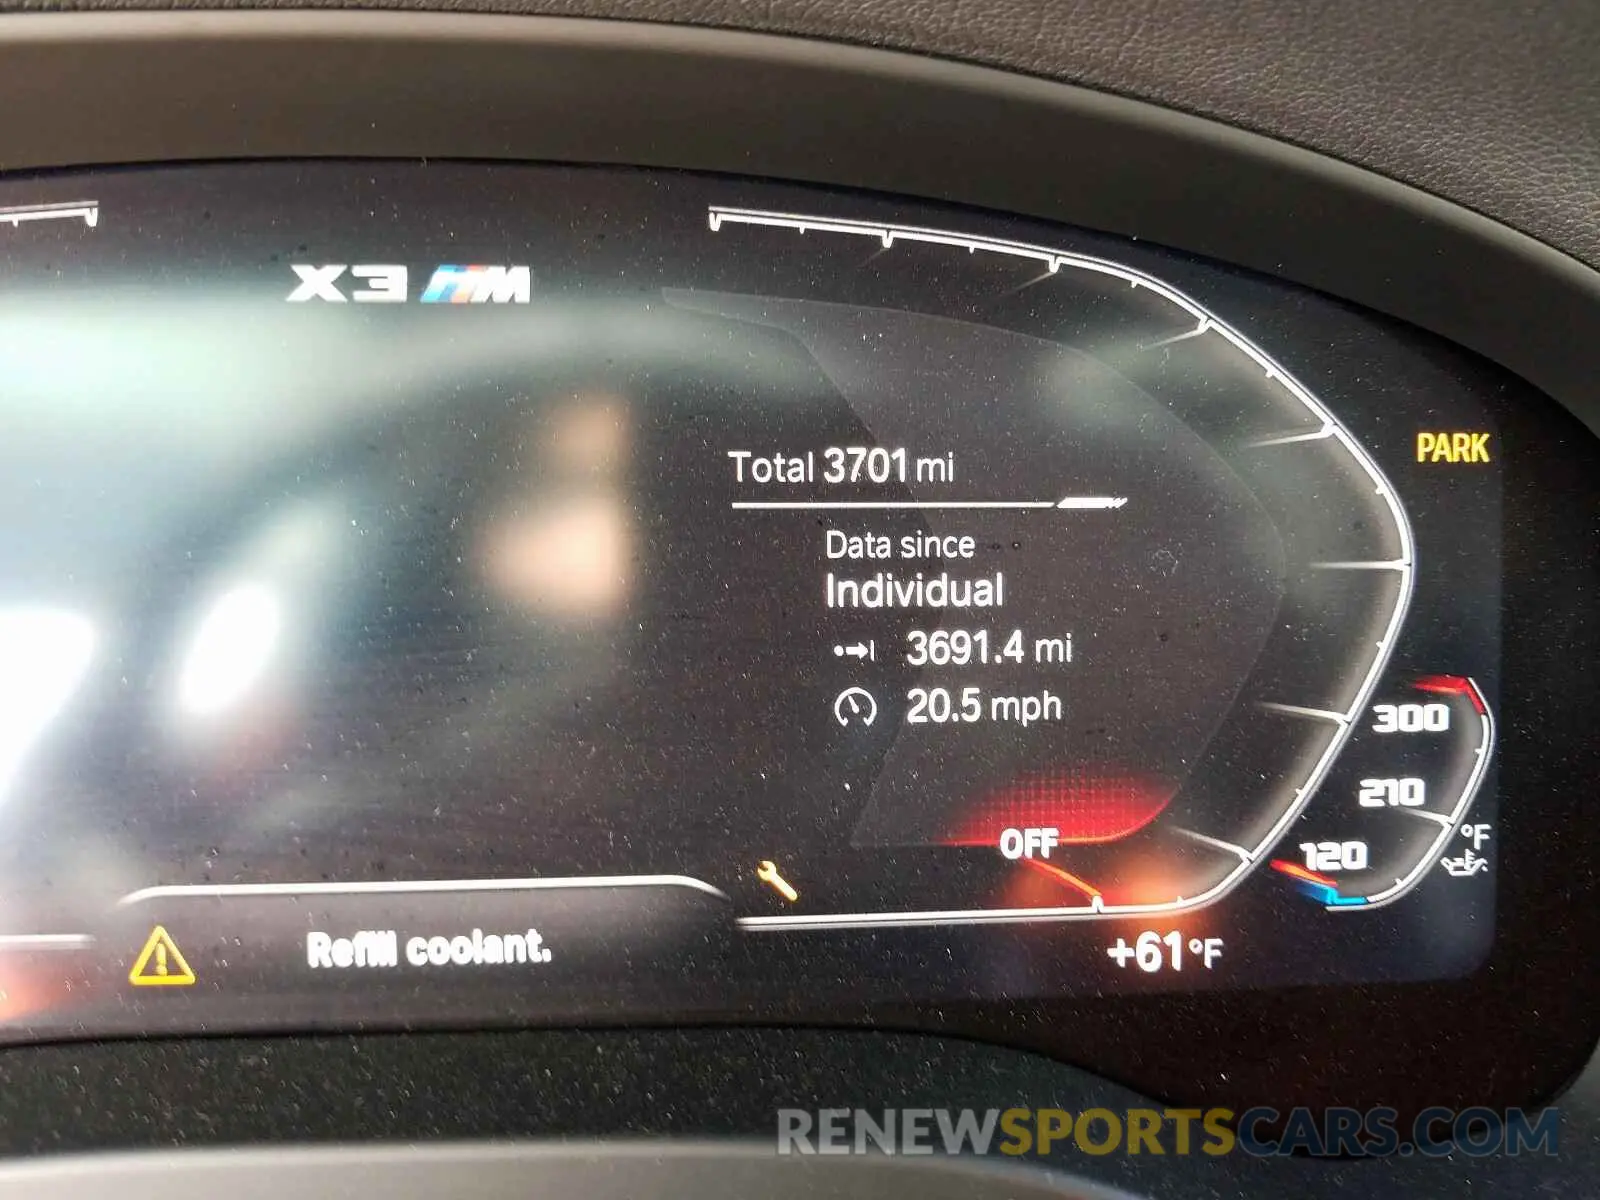 X3 M
Total 3701 mi
PARK
Data since
Individual
3691.4 mi
20.5 mph
300
210
120
°F
OFF
Refill coolant.
+61°F
RENEWSPORTSCARS.COM